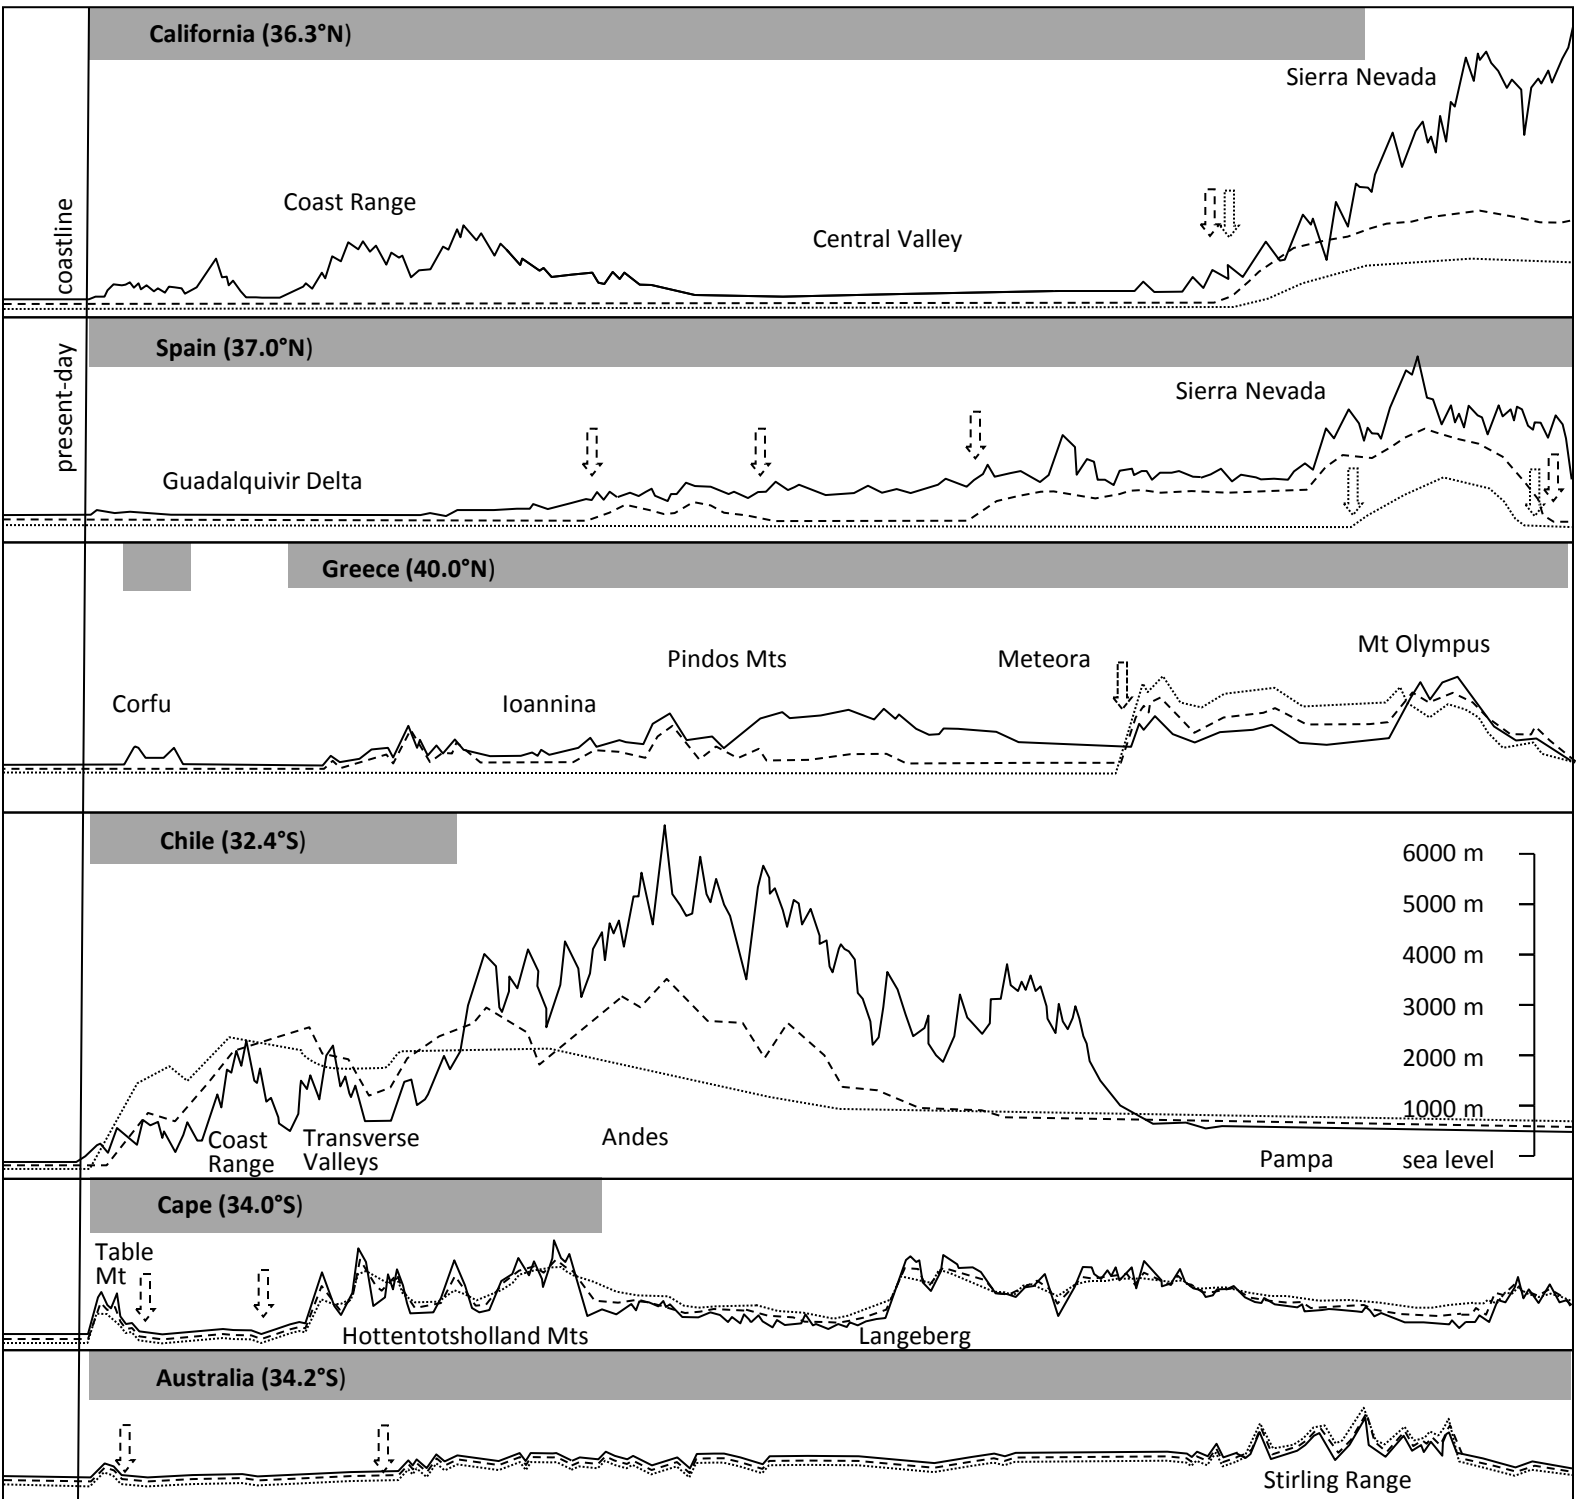 California (36.3°N)
Sierra Nevada
Coast Range
Central Valley
coastline
present-day
Spain (37.0°N)
Sierra Nevada
Guadalquivir Delta
Greece (40.0°N)
Mt Olympus
Pindos Mts
Meteora
Corfu
Ioannina
Chile (32.4°S)
6000 m
5000 m
4000 m
3000 m
2000 m
1000 m
Coast
Range
Transverse
Valleys
Andes
Pampa
sea level
Cape (34.0°S)
Table
Mt
Hottentotsholland Mts
Langeberg
Australia (34.2°S)
Stirling Range